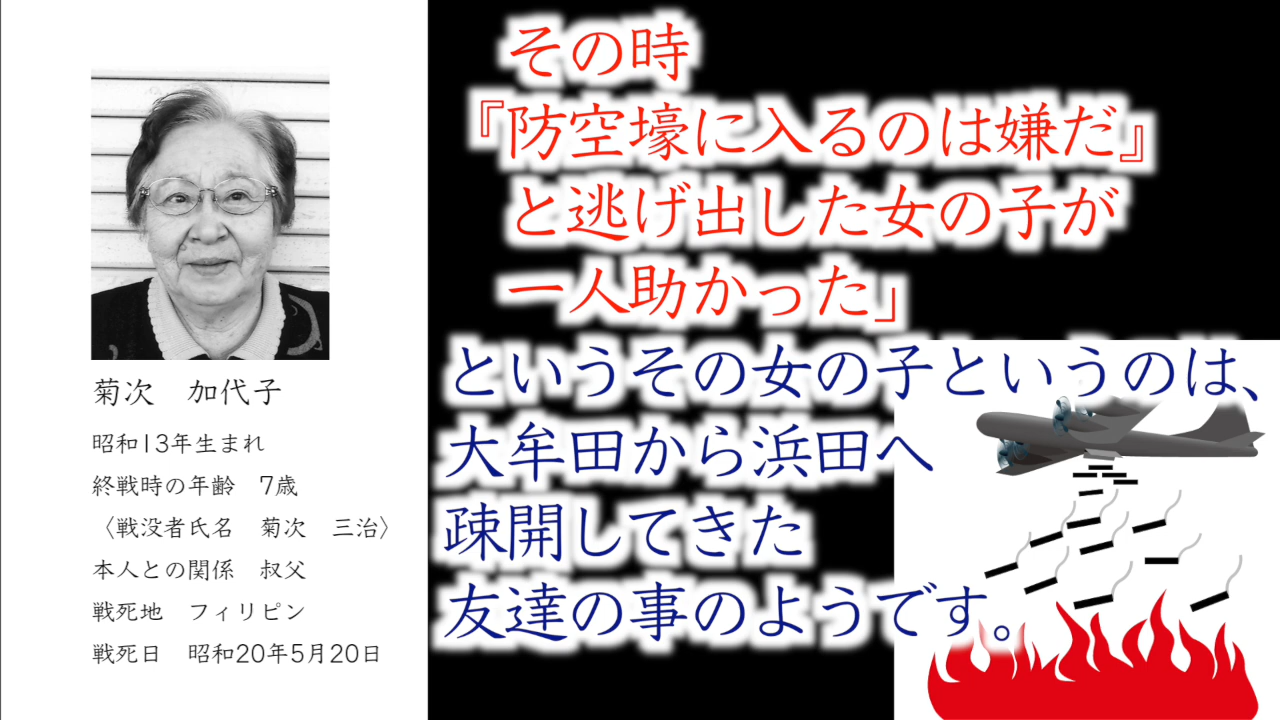 菊次　加代子
昭和13年生まれ
終戦時の年齢　7歳
〈戦没者氏名　菊次　三治〉
本人との関係　叔父
戦死地　フィリピン
戦死日　昭和20年5月20日
その時
『防空壕に入るのは嫌だ』
と逃げ出した女の子が
一人助かった」
というその女の子というのは、
大牟田から浜田へ
疎開してきた
友達の事のようです。